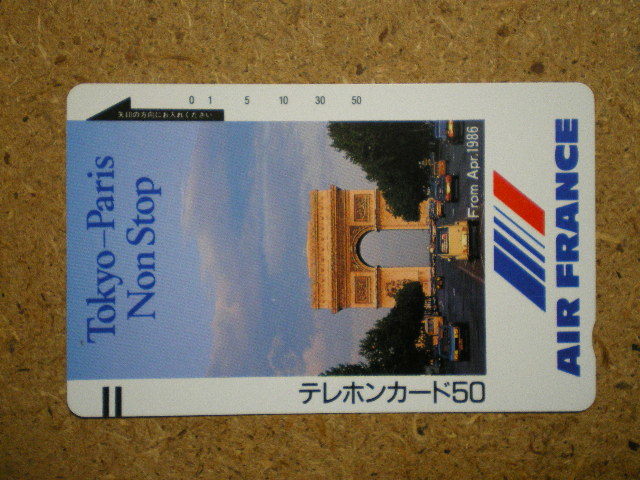 0 1 5 10 30 50
矢印の方向にお入れください
Tokyo–Paris
Non Stop
From Apr.1986
AIR FRANCE
テレホンカード50